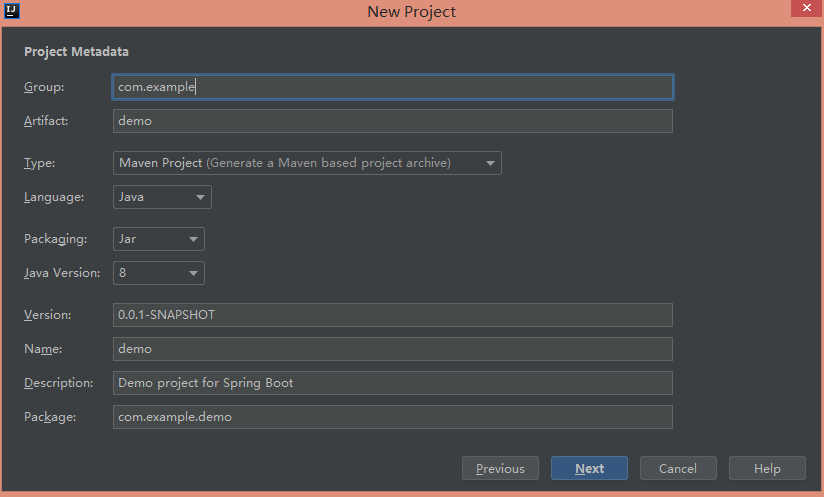 IJ
New Project
Project Metadata
Group: com.example
Artifact: demo
Type: Maven Project (Generate a Maven based project archive)
Language: Java
Packaging: Jar
Java Version: 8
Version: 0.0.1-SNAPSHOT
Name: demo
Description: Demo project for Spring Boot
Package: com.example.demo
Previous Next Cancel Help